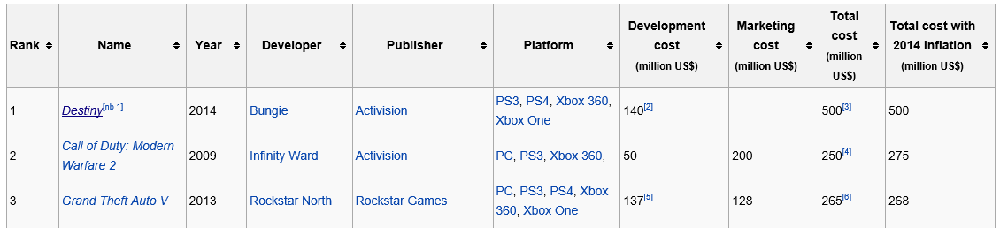 Rank Name Year Developer Publisher Platform Development cost (million US$) Marketing cost (million US$) Total cost (million US$) Total cost with 2014 inflation (million US$)
1 Destiny[nb 1] 2014 Bungie Activision PS3, PS4, Xbox 360, Xbox One 140[2] 500[3] 500
2 Call of Duty: Modern Warfare 2 2009 Infinity Ward Activision PC, PS3, Xbox 360, 50 200 250[4] 275
3 Grand Theft Auto V 2013 Rockstar North Rockstar Games PC, PS3, PS4, Xbox 360, Xbox One 137[5] 128 265[6] 268